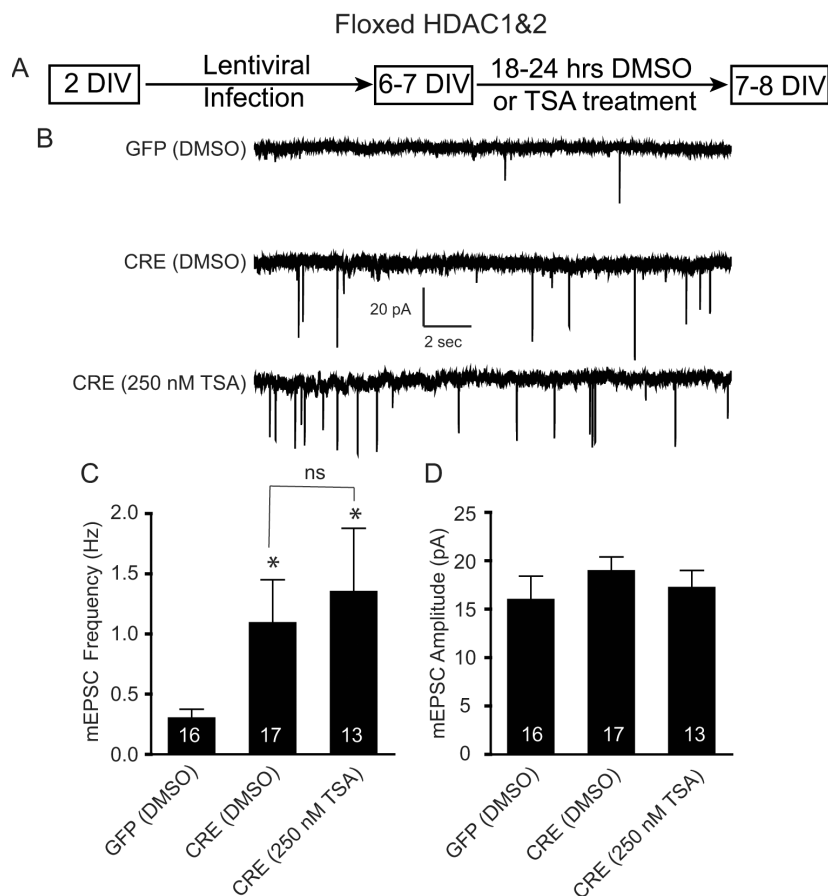 Floxed HDAC1&2
A
2 DIV
Lentiviral
Infection
6-7 DIV
18-24 hrs DMSO
or TSA treatment
7-8 DIV
B
GFP (DMSO)
CRE (DMSO)
20 pA
2 sec
CRE (250 nM TSA)
C
ns
mEPSC Frequency (Hz)
2.0
1.5
1.0
0.5
0.0
*
*
16
17
13
GFP (DMSO)
CRE (DMSO)
CRE (250 nM TSA)
D
mEPSC Amplitude (pA)
25
20
15
10
5
0
16
17
13
GFP (DMSO)
CRE (DMSO)
CRE (250 nM TSA)